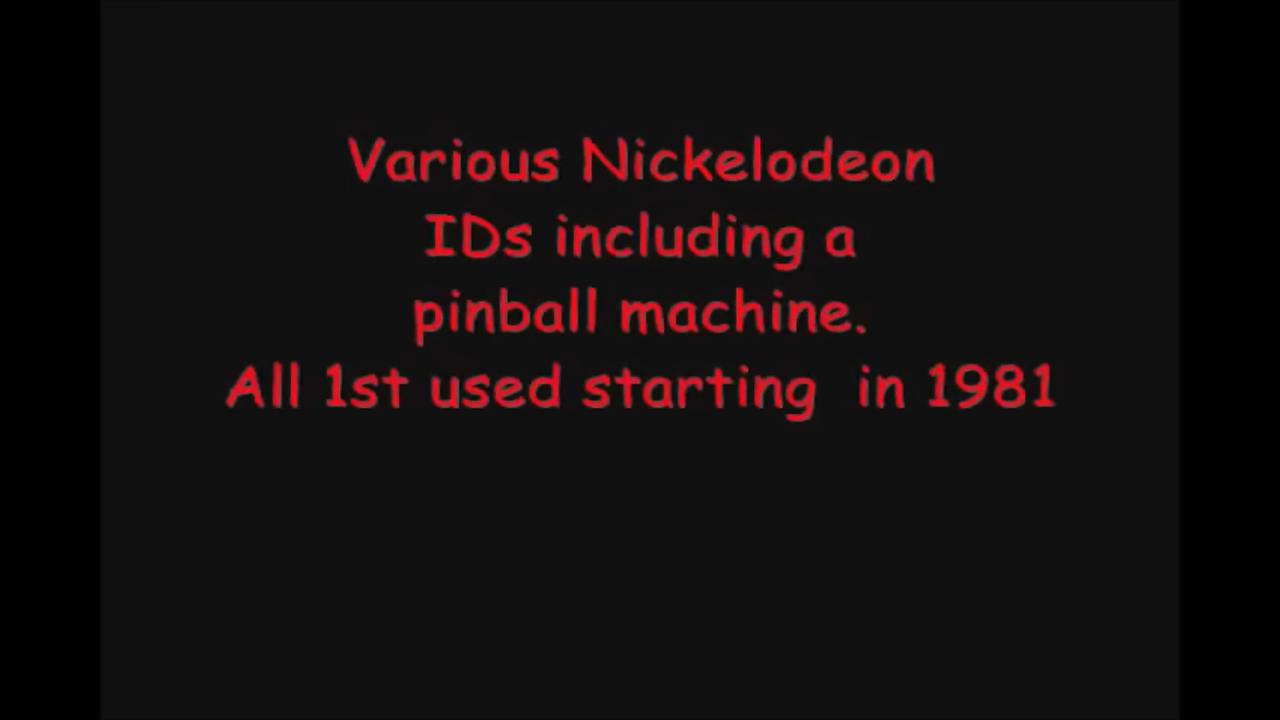 Various Nickelodeon
IDs including a
pinball machine.
All 1st used starting  in 1981